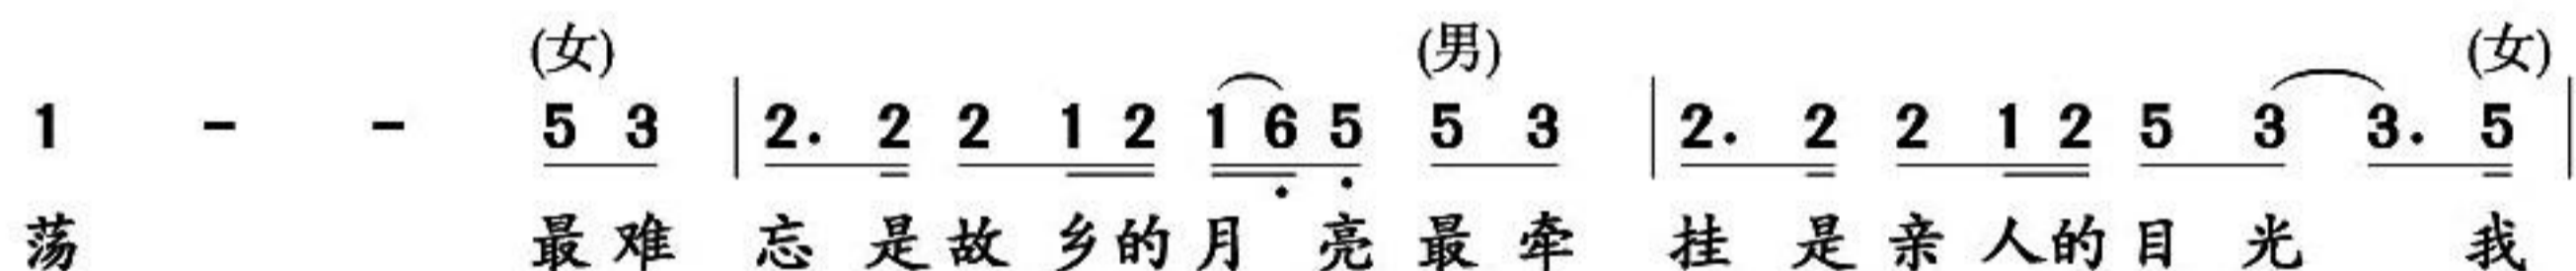 (女) (男) (女)
1 - - 5 3 | 2. 2 2 1 2 1 6 5 5 3 | 2. 2 2 1 2 5 3 3. 5 |
荡 最难 忘是故乡的月亮最牵 挂是亲人的目光 我